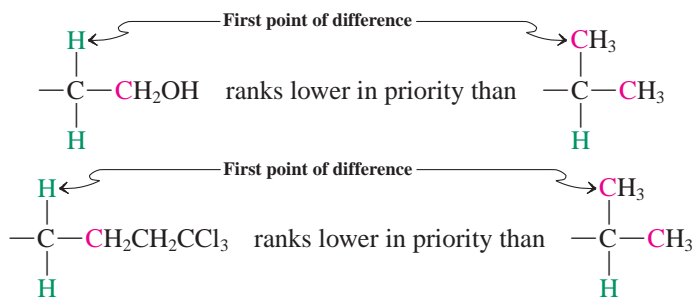 First point of difference
H CH₃
—C—CH₂OH ranks lower in priority than —C—CH₃
H H
First point of difference
H CH₃
—C—CH₂CH₂CCl₃ ranks lower in priority than —C—CH₃
H H